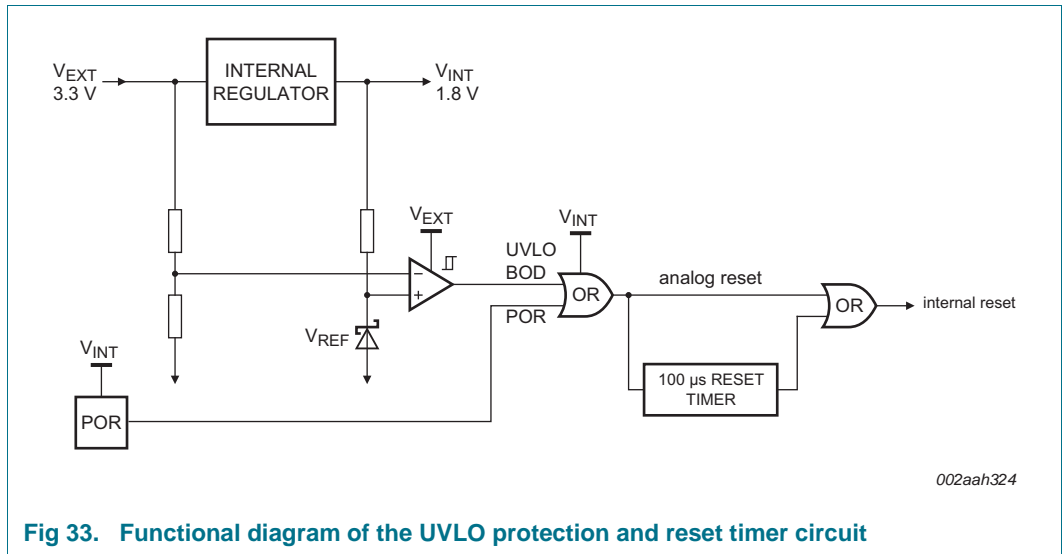 VEXT
3.3 V
INTERNAL
REGULATOR
VINT
1.8 V
VEXT
VINT
UVLO
BOD
−
+
OR
analog reset
OR
internal reset
POR
VREF
VINT
100 µs RESET
TIMER
POR
002aah324
Fig 33. Functional diagram of the UVLO protection and reset timer circuit